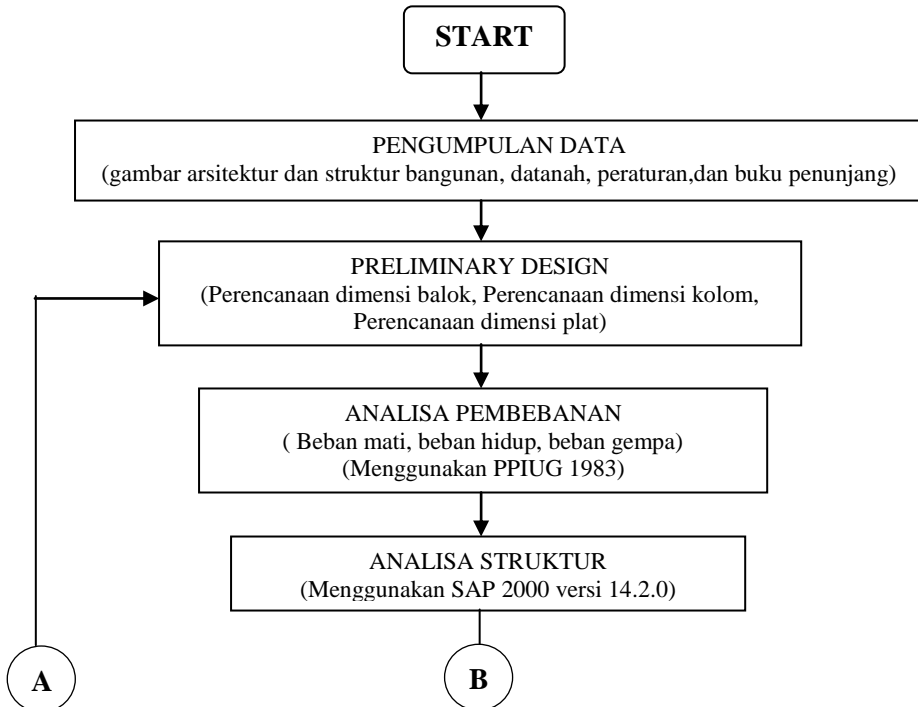 START
PENGUMPULAN DATA
(gambar arsitektur dan struktur bangunan, datanah, peraturan,dan buku penunjang)
PRELIMINARY DESIGN
(Perencanaan dimensi balok, Perencanaan dimensi kolom,
Perencanaan dimensi plat)
ANALISA PEMBEBANAN
( Beban mati, beban hidup, beban gempa)
(Menggunakan PPIUG 1983)
ANALISA STRUKTUR
(Menggunakan SAP 2000 versi 14.2.0)
A
B